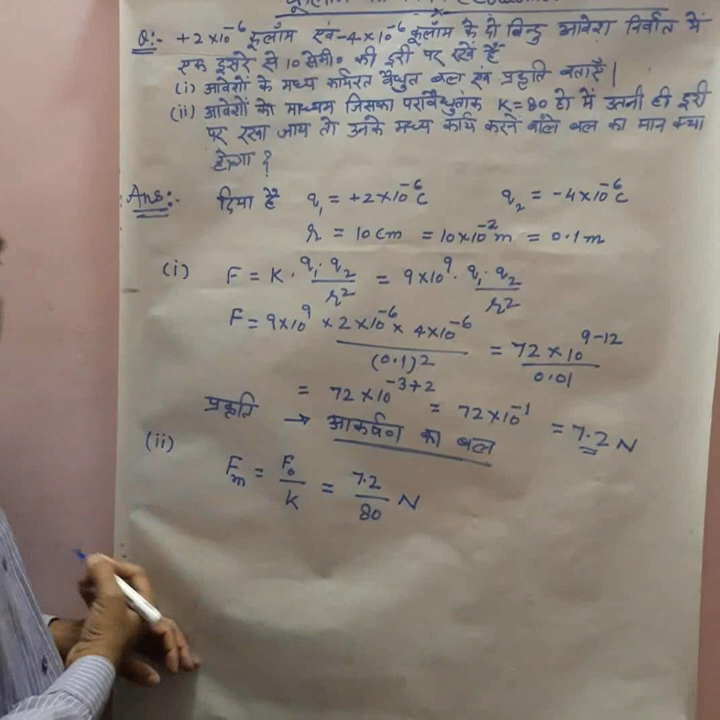 Q:- +2×10⁻⁶ कूलॉम एवं -4×10⁻⁶ कूलॉम के दो बिन्दु आवेश निर्वात में
एक दूसरे से 10 सेमी० की दूरी पर रखे हैं
(i) आवेशों के मध्य कार्यरत वैद्युत बल एवं प्रकृति बताइै |
(ii) आवेशों को माध्यम जिसका परावैद्युतांक K=80 हो में उतनी ही दूरी
पर रखा जाय तो उनके मध्य कार्य करने वाले बल का मान क्या
होगा ?
Ans:- दिया है q₁ = +2×10⁻⁶C q₂ = -4×10⁻⁶C
r = 10cm = 10×10⁻²m = 0.1m
(i) F = K. q₁.q₂/r² = 9×10⁹. q₁.q₂/r²
F = 9×10⁹ × 2×10⁻⁶ × 4×10⁻⁶/(0.1)2 = 72×10⁹⁻¹²/0.01
= 72×10⁻³⁺² = 72×10⁻¹ = 7.2 N
प्रकृति → आकर्षण का बल
(ii) Fm = F₀/K = 7.2/80 N